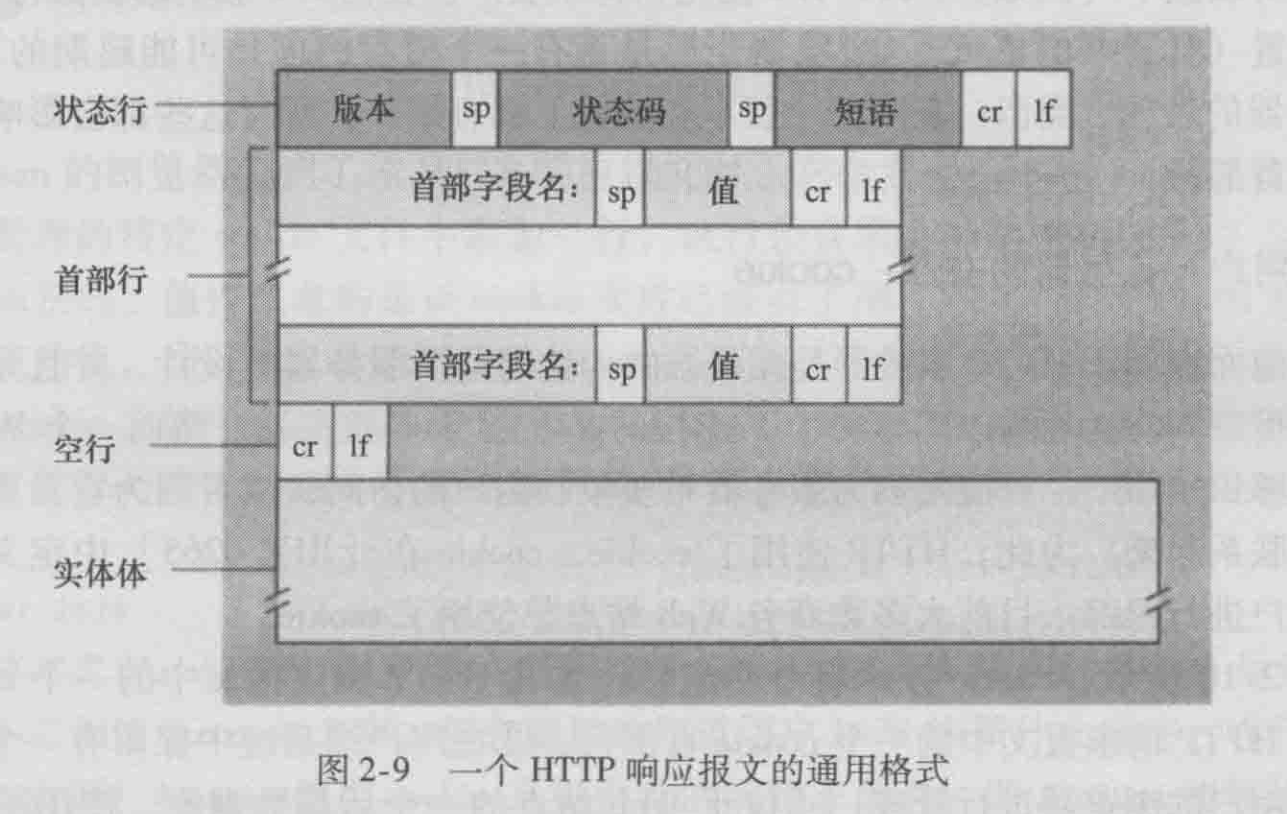 状态行 版本 sp 状态码 sp 短语 cr lf
首部字段名： sp 值 cr lf
首部行
首部字段名： sp 值 cr lf
空行 cr lf
实体体
图 2-9 一个 HTTP 响应报文的通用格式